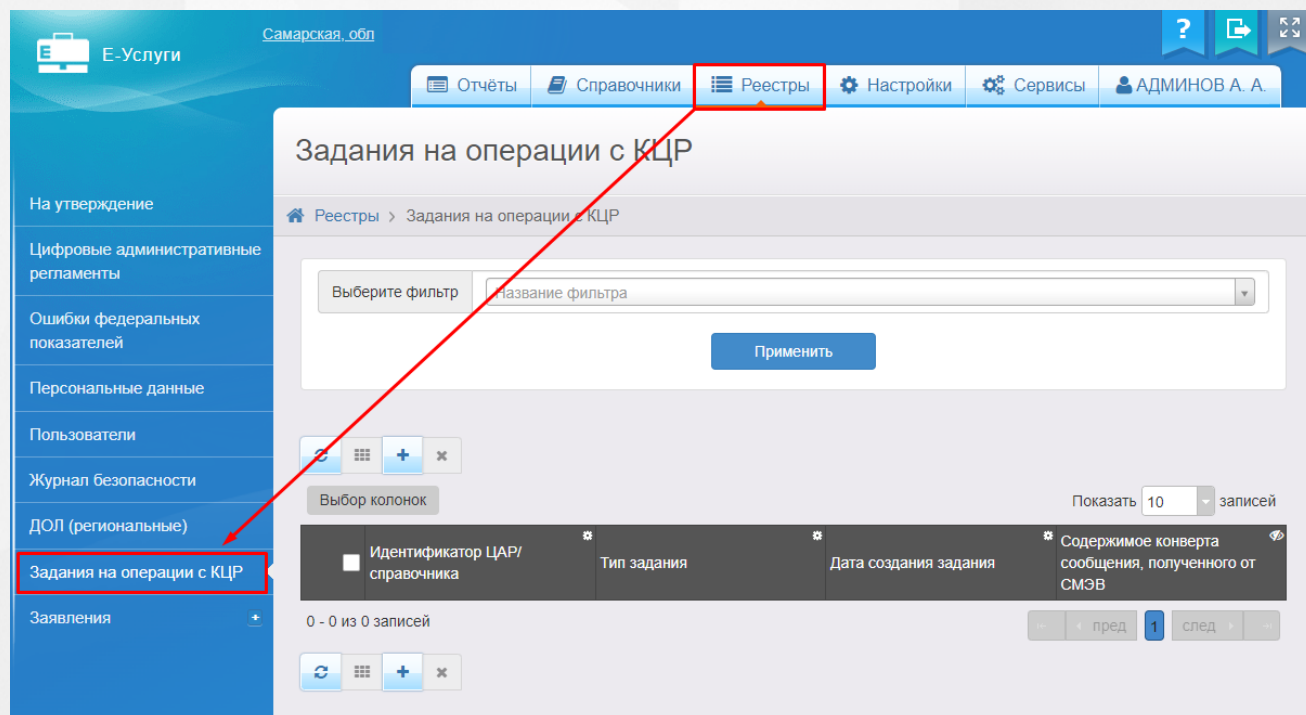 Е-Услуги
Самарская, обл
?
Отчёты
Справочники
Реестры
Настройки
Сервисы
АДМИНОВ А. А.
Задания на операции с КЦР
На утверждение
Цифровые административные
регламенты
Ошибки федеральных
показателей
Персональные данные
Пользователи
Журнал безопасности
ДОЛ (региональные)
Задания на операции с КЦР
Заявления
Реестры > Задания на операции с КЦР
Выберите фильтр
Название фильтра
Применить
Выбор колонок
Показать 10 записей
Идентификатор ЦАР/
справочника
Тип задания
Дата создания задания
Содержимое конверта
сообщения, полученного от
СМЭВ
0 - 0 из 0 записей
пред 1 след